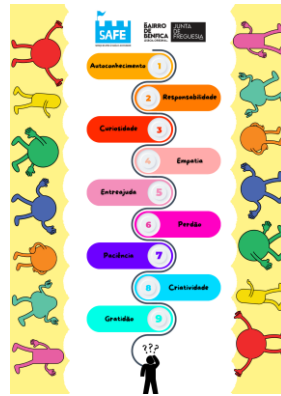 SAFE
BAIRRO
DE
BENFICA
JUNTA
DE
FREGUESIA
Autoconhecimento 1
2 Responsabilidade
Curiosidade 3
4 Empatia
Entreajuda 5
6 Perdão
Paciência 7
8 Criatividade
Gratidão 9
???